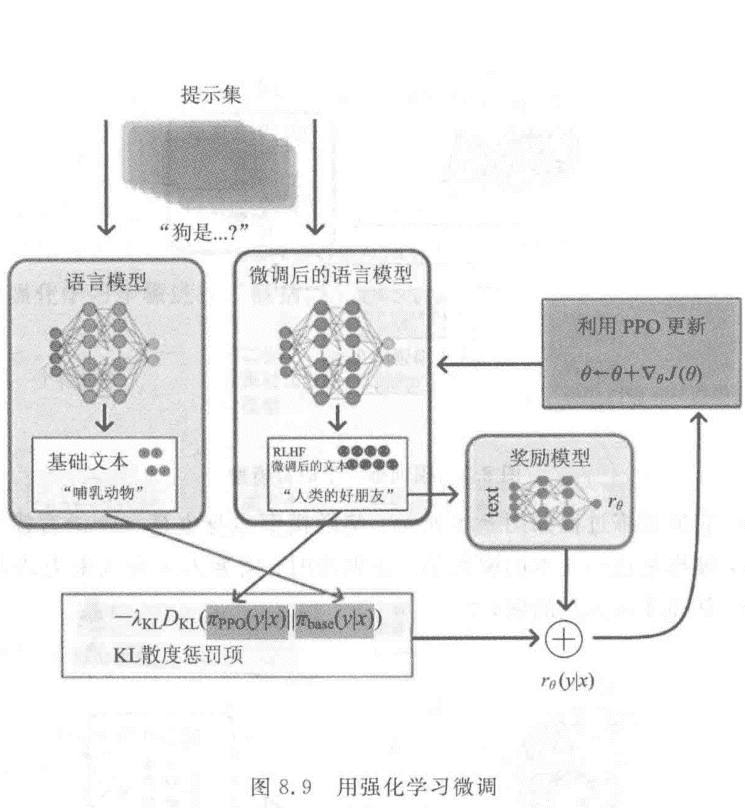 提示集
“狗是...?”
语言模型
微调后的语言模型
利用 PPO 更新
θ←θ+∇θJ(θ)
基础文本
“哺乳动物”
RLHF
微调后的文本
“人类的好朋友”
奖励模型
text
rθ
−λKLDKL(πPPO(y|x)||πbase(y|x))
KL散度惩罚项
rθ(y|x)
图 8.9 用强化学习微调